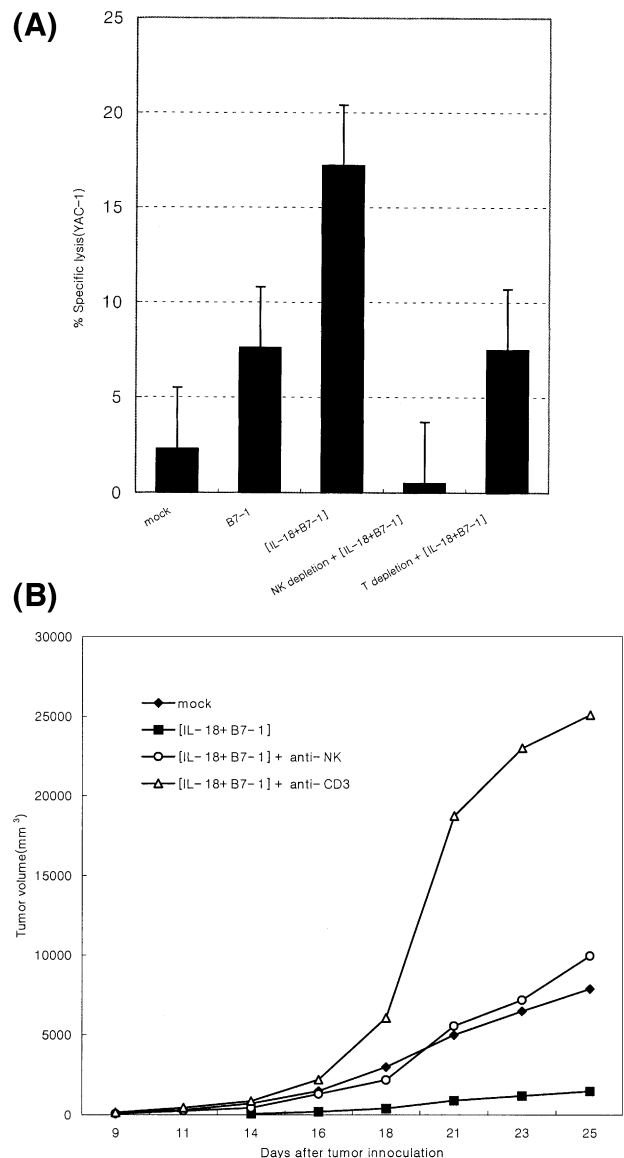 (A)
25
20
15
10
5
0
% Specific lysis(YAC-1)
mock
B7-1
[IL-18+B7-1]
NK depletion + [IL-18+B7-1]
T depletion + [IL-18+B7-1]
(B)
30000
25000
20000
15000
10000
5000
0
Tumor volume(mm³)
mock
[IL-18+B7-1]
[IL-18+B7-1] + anti-NK
[IL-18+B7-1] + anti-CD3
9 11 14 16 18 21 23 25
Days after tumor innoculation